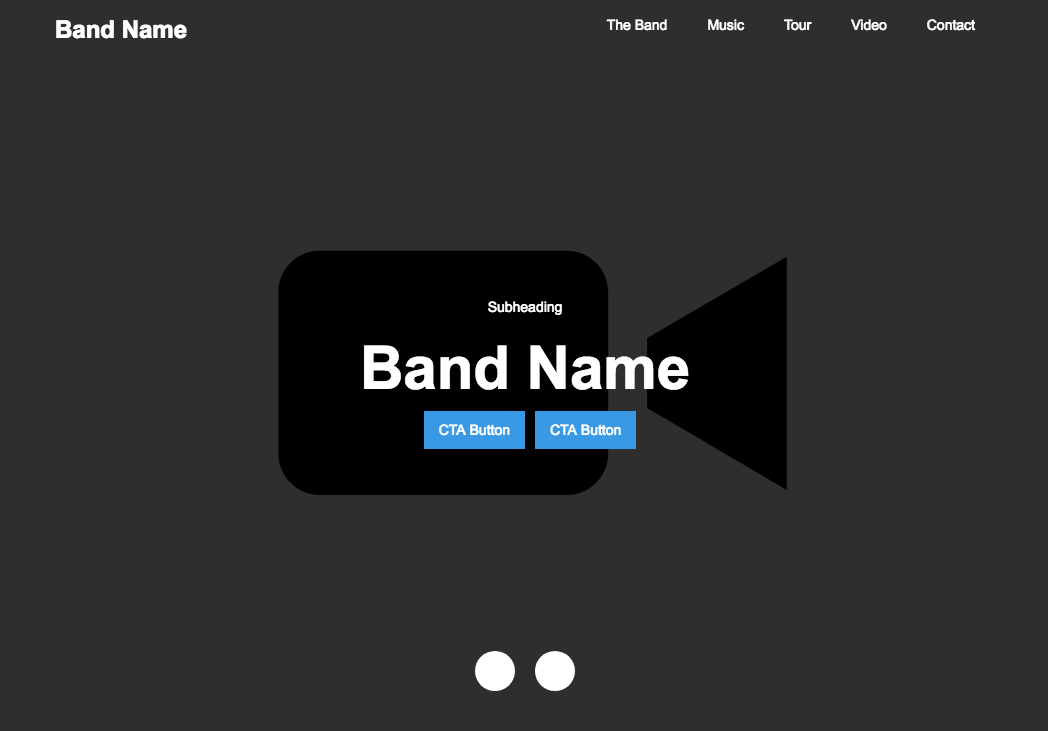 Band Name
The Band Music Tour Video Contact
Subheading
Band Name
CTA Button CTA Button